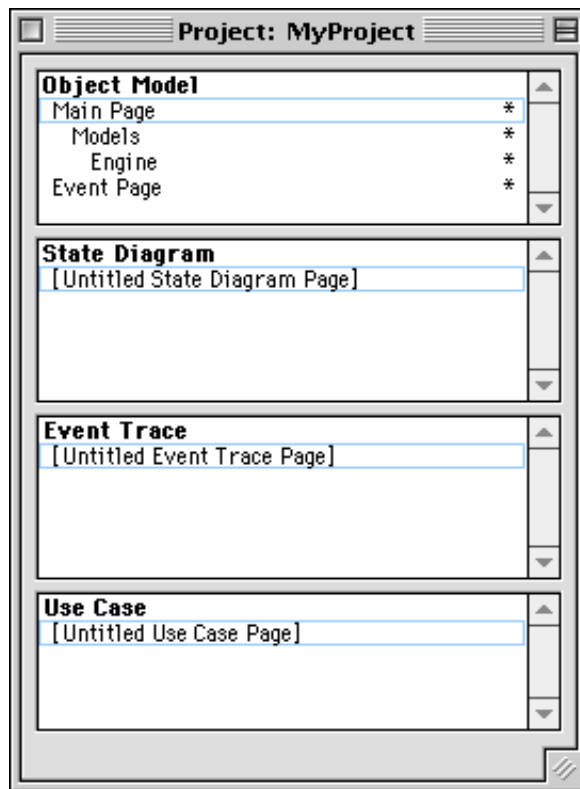 Project: MyProject
Object Model
Main Page *
Models *
Engine *
Event Page *
State Diagram
[Untitled State Diagram Page]
Event Trace
[Untitled Event Trace Page]
Use Case
[Untitled Use Case Page]